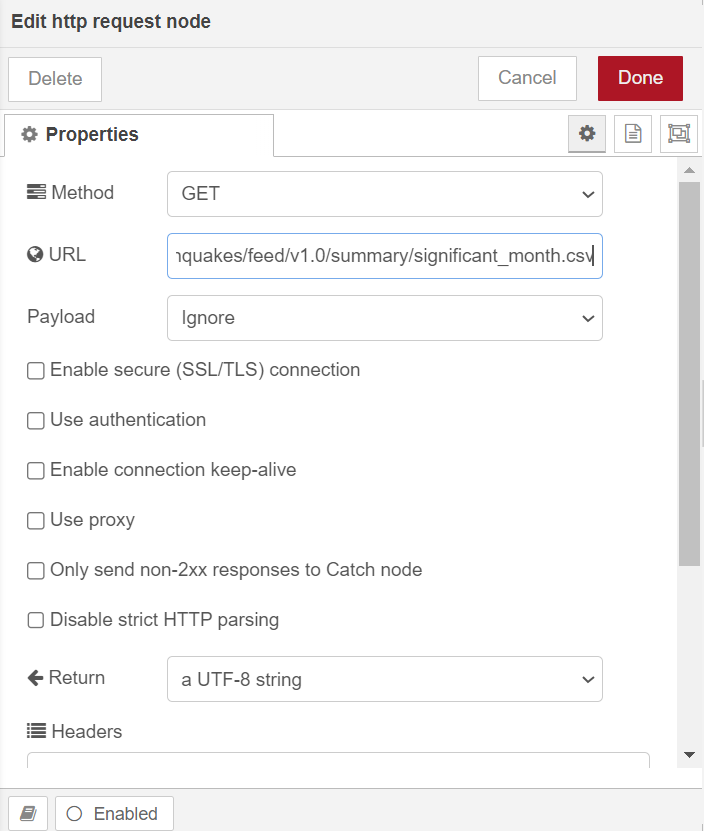 Edit http request node
Delete
Cancel
Done
Properties
Method
GET
URL
quakes/feed/v1.0/summary/significant_month.csv
Payload
Ignore
Enable secure (SSL/TLS) connection
Use authentication
Enable connection keep-alive
Use proxy
Only send non-2xx responses to Catch node
Disable strict HTTP parsing
Return
a UTF-8 string
Headers
Enabled